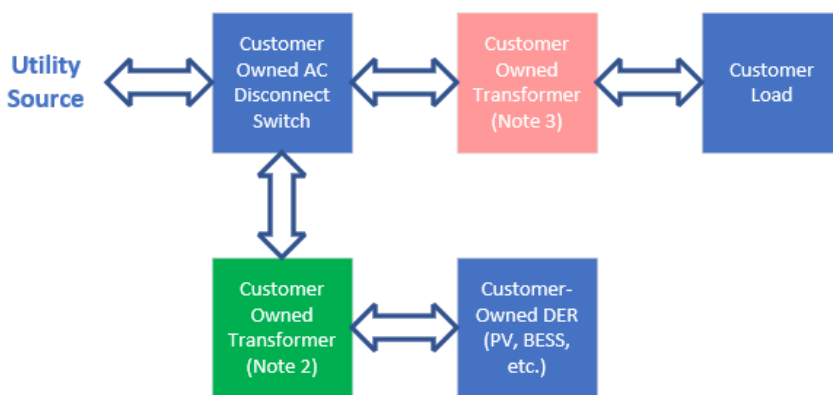 Utility
Source
Customer
Owned AC
Disconnect
Switch
Customer
Owned
Transformer
(Note 3)
Customer
Load
Customer
Owned
Transformer
(Note 2)
Customer-
Owned DER
(PV, BESS,
etc.)